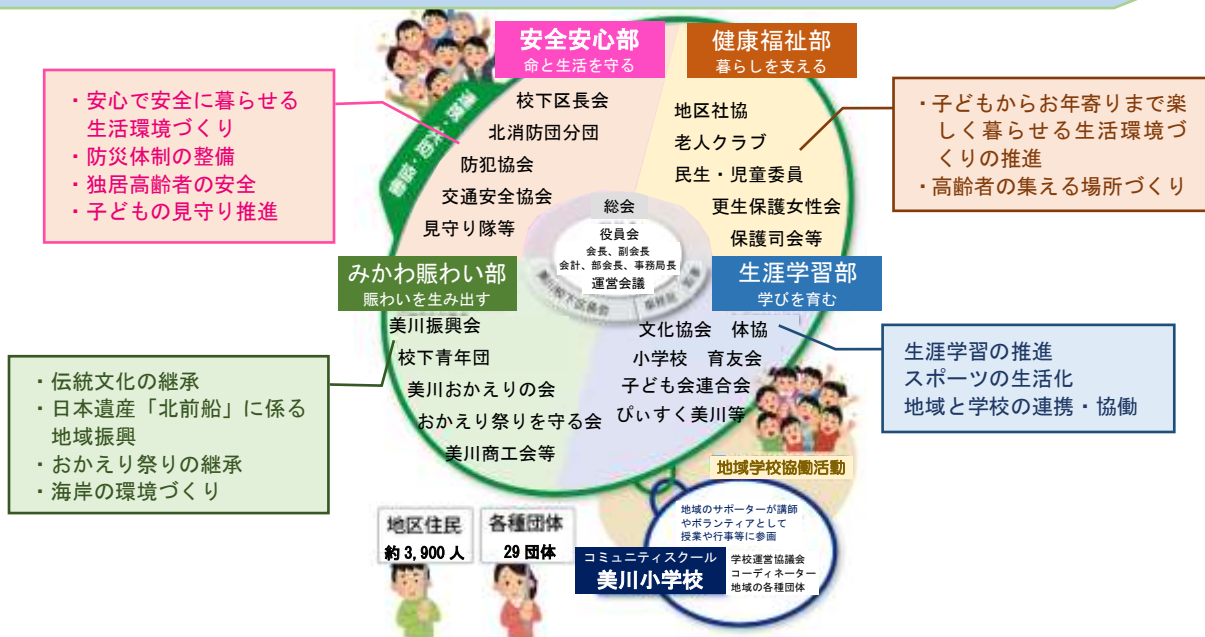 安全安心部
命と生活を守る
健康福祉部
暮らしを支える
・安心で安全に暮らせる
生活環境づくり
・防災体制の整備
・独居高齢者の安全
・子どもの見守り推進
校下区長会
北消防団分団
防犯協会
交通安全協会
見守り隊等
地区社協
老人クラブ
民生・児童委員
更生保護女性会
保護司会等
・子どもからお年寄りまで楽
しく暮らせる生活環境づ
くりの推進
・高齢者の集える場所づくり
総会
役員会
会長、副会長
会計、部会長、事務局長
運営会議
みかわ賑わい部
賑わいを生み出す
生涯学習部
学びを育む
美川振興会
校下青年団
美川おかえりの会
おかえり祭りを守る会
美川商工会等
文化協会 体協
小学校 育友会
子ども会連合会
ぴぃすく美川等
・伝統文化の継承
・日本遺産「北前船」に係る
地域振興
・おかえり祭りの継承
・海岸の環境づくり
生涯学習の推進
スポーツの生活化
地域と学校の連携・協働
地域学校協働活動
地区住民
約3,900人
各種団体
29団体
地域のサポーターが講師
やボランティアとして
授業や行事等に参画
コミュニティスクール
美川小学校
学校運営協議会
コーディネーター
地域の各種団体